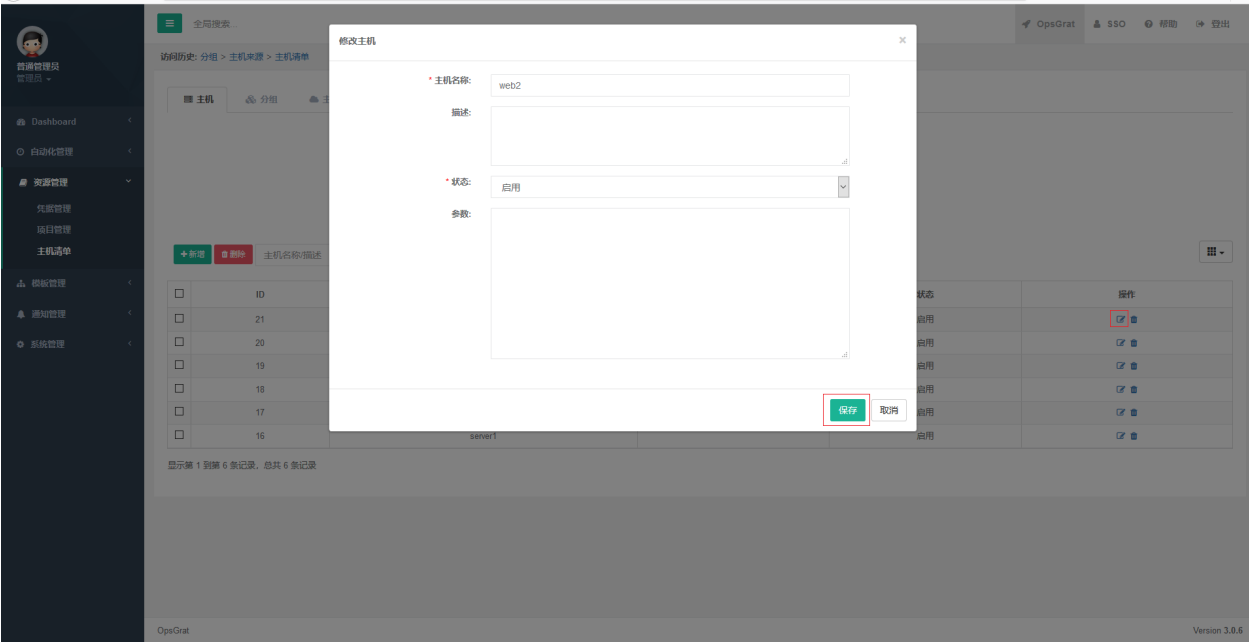 全局搜索
OpsGrat SSO 帮助 登出
普通管理员
管理员
访问历史: 分组 > 主机来源 > 主机清单
主机 分组 主
Dashboard
自动化管理
资源管理
凭据管理
项目管理
主机清单
模板管理
通知管理
系统管理
修改主机 ×
* 主机名称: web2
描述:
* 状态: 启用
参数:
保存 取消
+新增 删除 主机名称/描述
ID 状态 操作
21 启用
20 启用
19 启用
18 启用
17 启用
16 server1 启用
显示第 1 到第 6 条记录，总共 6 条记录
OpsGrat Version 3.0.6